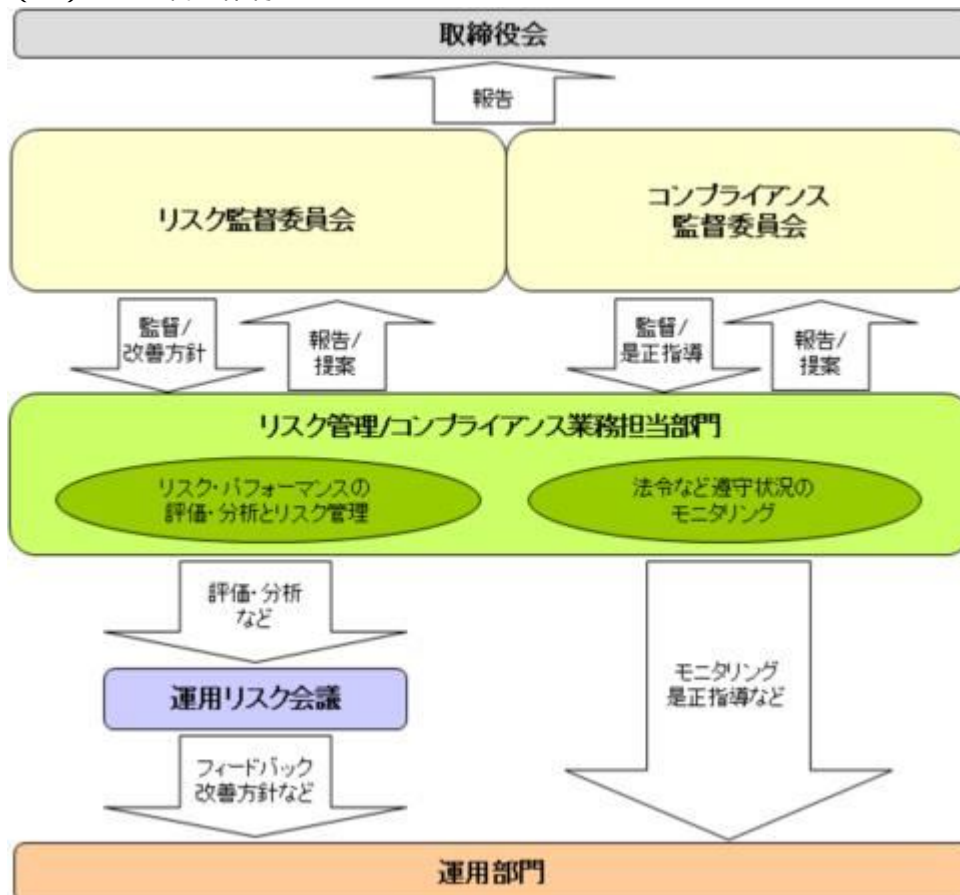 取締役会
報告
リスク監督委員会
コンプライアンス
監督委員会
監督/
改善方針
報告/
提案
監督/
是正指導
報告/
提案
リスク管理/コンプライアンス業務担当部門
リスク・パフォーマンスの
評価・分析とリスク管理
法令など遵守状況の
モニタリング
評価・分析
など
運用リスク会議
モニタリング
是正指導など
フィードバック
改善方針など
運用部門